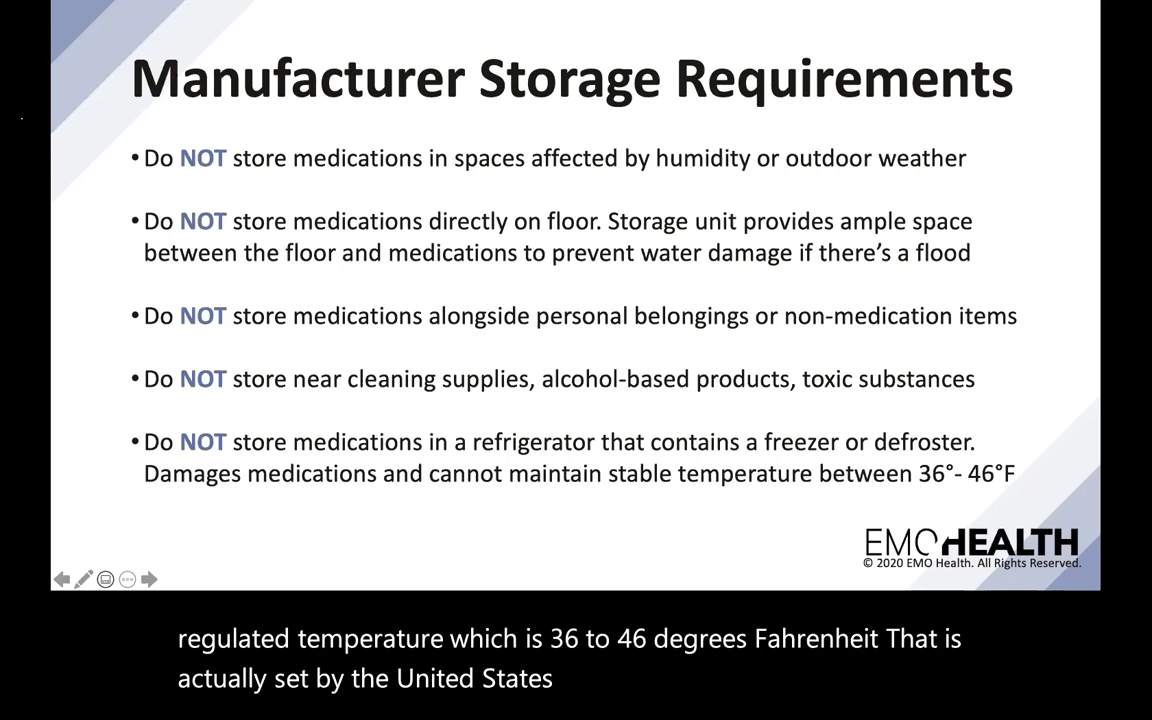 Manufacturer Storage Requirements
• Do NOT store medications in spaces affected by humidity or outdoor weather
• Do NOT store medications directly on floor. Storage unit provides ample space
between the floor and medications to prevent water damage if there’s a flood
• Do NOT store medications alongside personal belongings or non-medication items
• Do NOT store near cleaning supplies, alcohol-based products, toxic substances
• Do NOT store medications in a refrigerator that contains a freezer or defroster.
Damages medications and cannot maintain stable temperature between 36°- 46°F
EMOHEALTH
© 2020 EMO Health. All Rights Reserved.
regulated temperature which is 36 to 46 degrees Fahrenheit That is
actually set by the United States